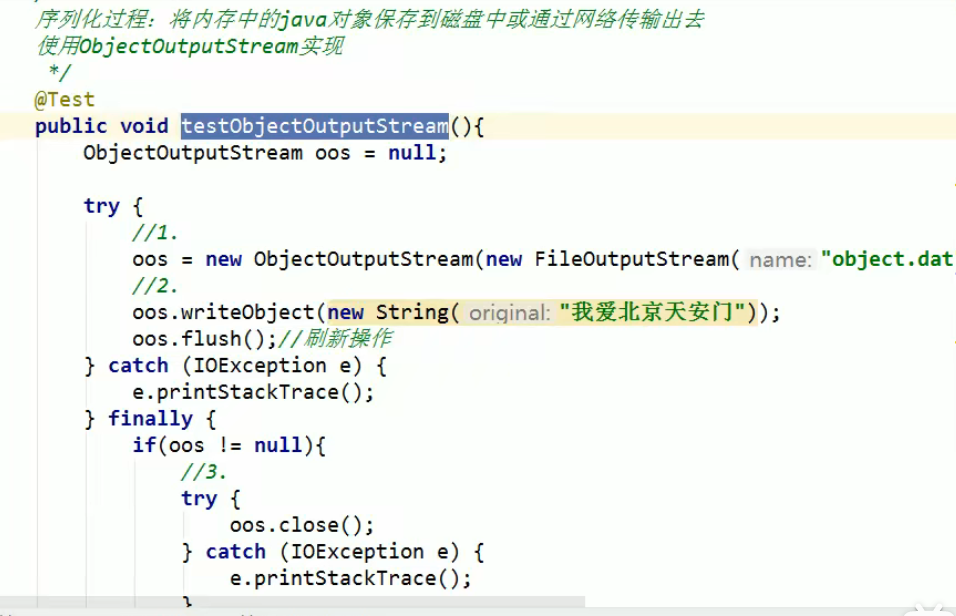 序列化过程：将内存中的java对象保存到磁盘中或通过网络传输出去
使用ObjectOutputStream实现
*/
@Test
public void testObjectOutputStream(){
ObjectOutputStream oos = null;
try {
//1.
oos = new ObjectOutputStream(new FileOutputStream( name: "object.dat
//2.
oos.writeObject(new String( original: "我爱北京天安门"));
oos.flush();//刷新操作
} catch (IOException e) {
e.printStackTrace();
} finally {
if(oos != null){
//3.
try {
oos.close();
} catch (IOException e) {
e.printStackTrace();
}